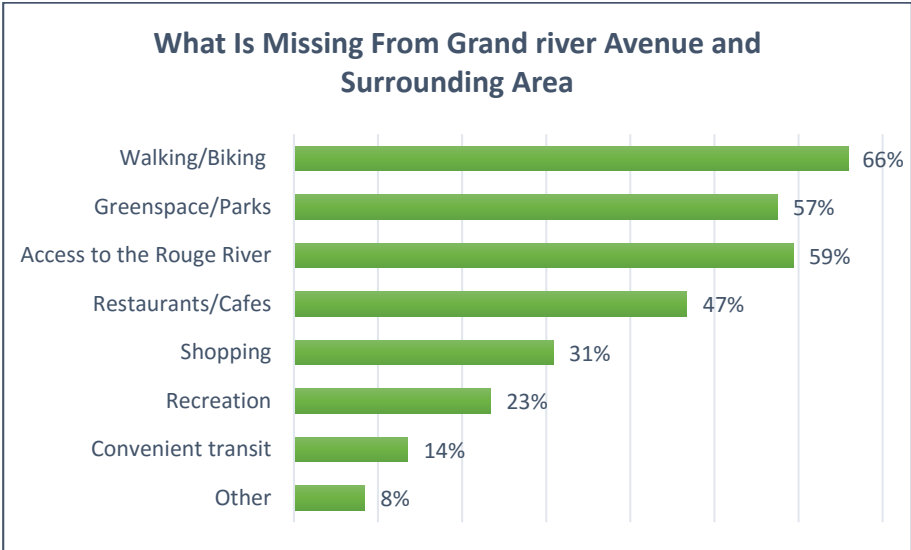 What Is Missing From Grand river Avenue and
Surrounding Area
Walking/Biking 66%
Greenspace/Parks 57%
Access to the Rouge River 59%
Restaurants/Cafes 47%
Shopping 31%
Recreation 23%
Convenient transit 14%
Other 8%